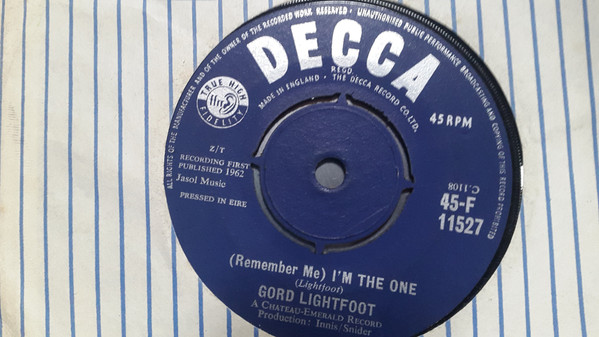 ALL RIGHTS OF THE MANUFACTURER AND OF THE OWNER OF THE RECORDED WORK RESERVED · UNAUTHORISED PUBLIC PERFORMANCE BROADCASTING AND COPYING OF THIS RECORD PROHIBITED
DECCA
REGD.
MADE IN ENGLAND · THE DECCA RECORD CO. LTD.
TRUE HIGH
ffrr
FIDELITY
45 RPM
Z/T
RECORDING FIRST
PUBLISHED 1962
Jasol Music
PRESSED IN EIRE
C.1108
45-F
11527
(Remember Me) I'M THE ONE
(Lightfoot)
GORD LIGHTFOOT
A CHATEAU-EMERALD RECORD
Production: Innis/Snider